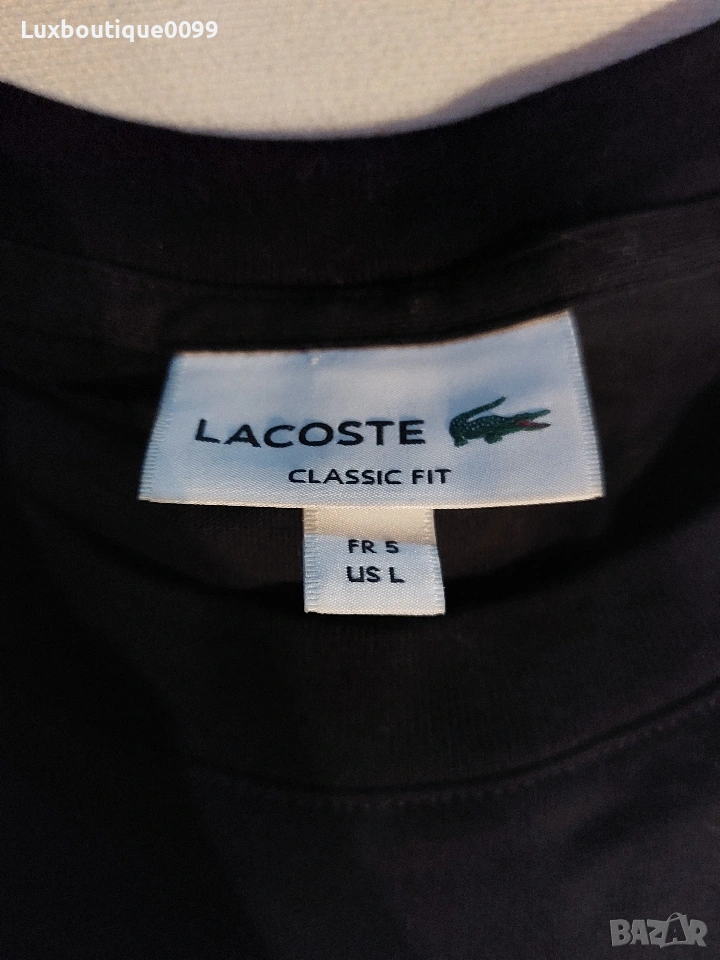 Luxboutique0099
LACOSTE
CLASSIC FIT
FR 5
US L
BAZAR